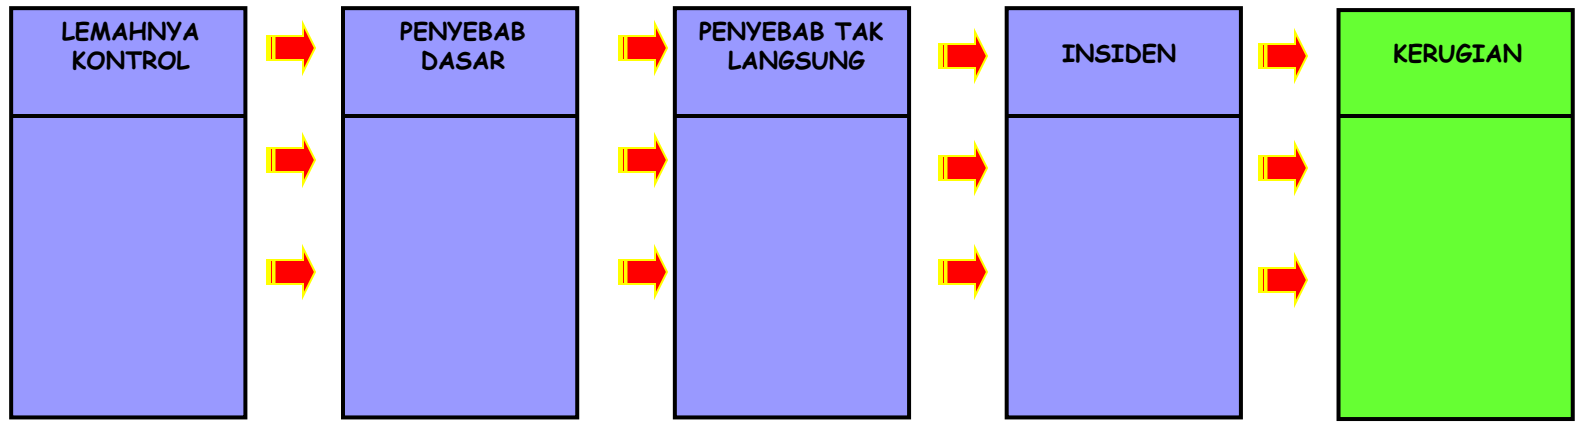 LEMAHNYA
KONTROL
PENYEBAB
DASAR
PENYEBAB TAK
LANGSUNG
INSIDEN
KERUGIAN